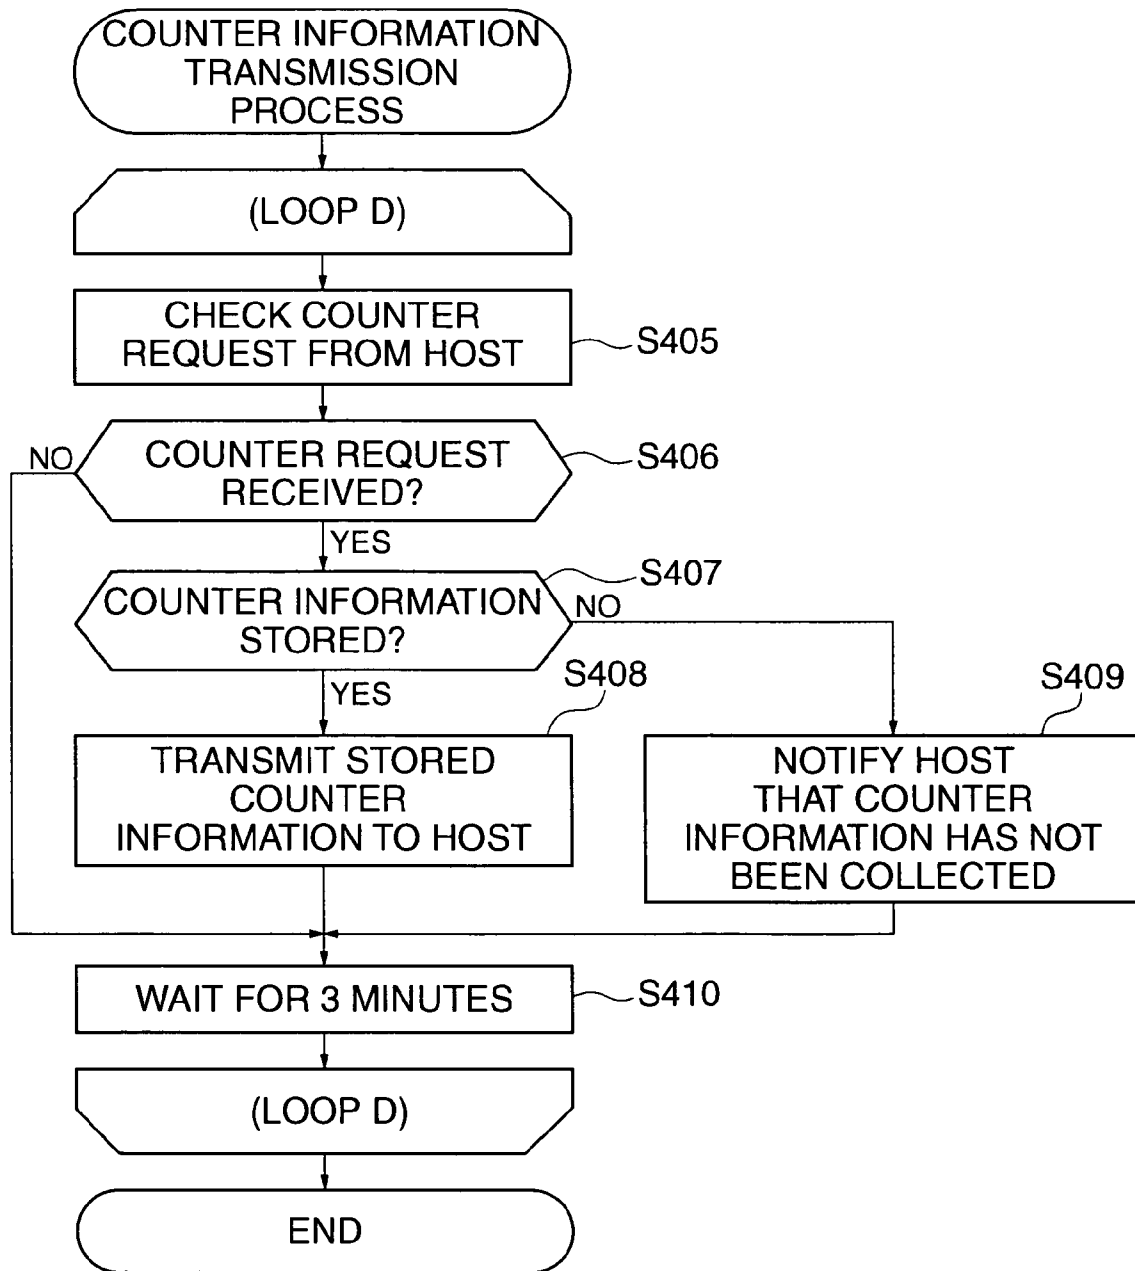 COUNTER INFORMATION
TRANSMISSION
PROCESS
(LOOP D)
CHECK COUNTER
REQUEST FROM HOST
S405
COUNTER REQUEST
RECEIVED?
S406
NO
YES
S407
COUNTER INFORMATION
STORED?
NO
YES
S408
TRANSMIT STORED
COUNTER
INFORMATION TO HOST
S409
NOTIFY HOST
THAT COUNTER
INFORMATION HAS NOT
BEEN COLLECTED
WAIT FOR 3 MINUTES
S410
(LOOP D)
END